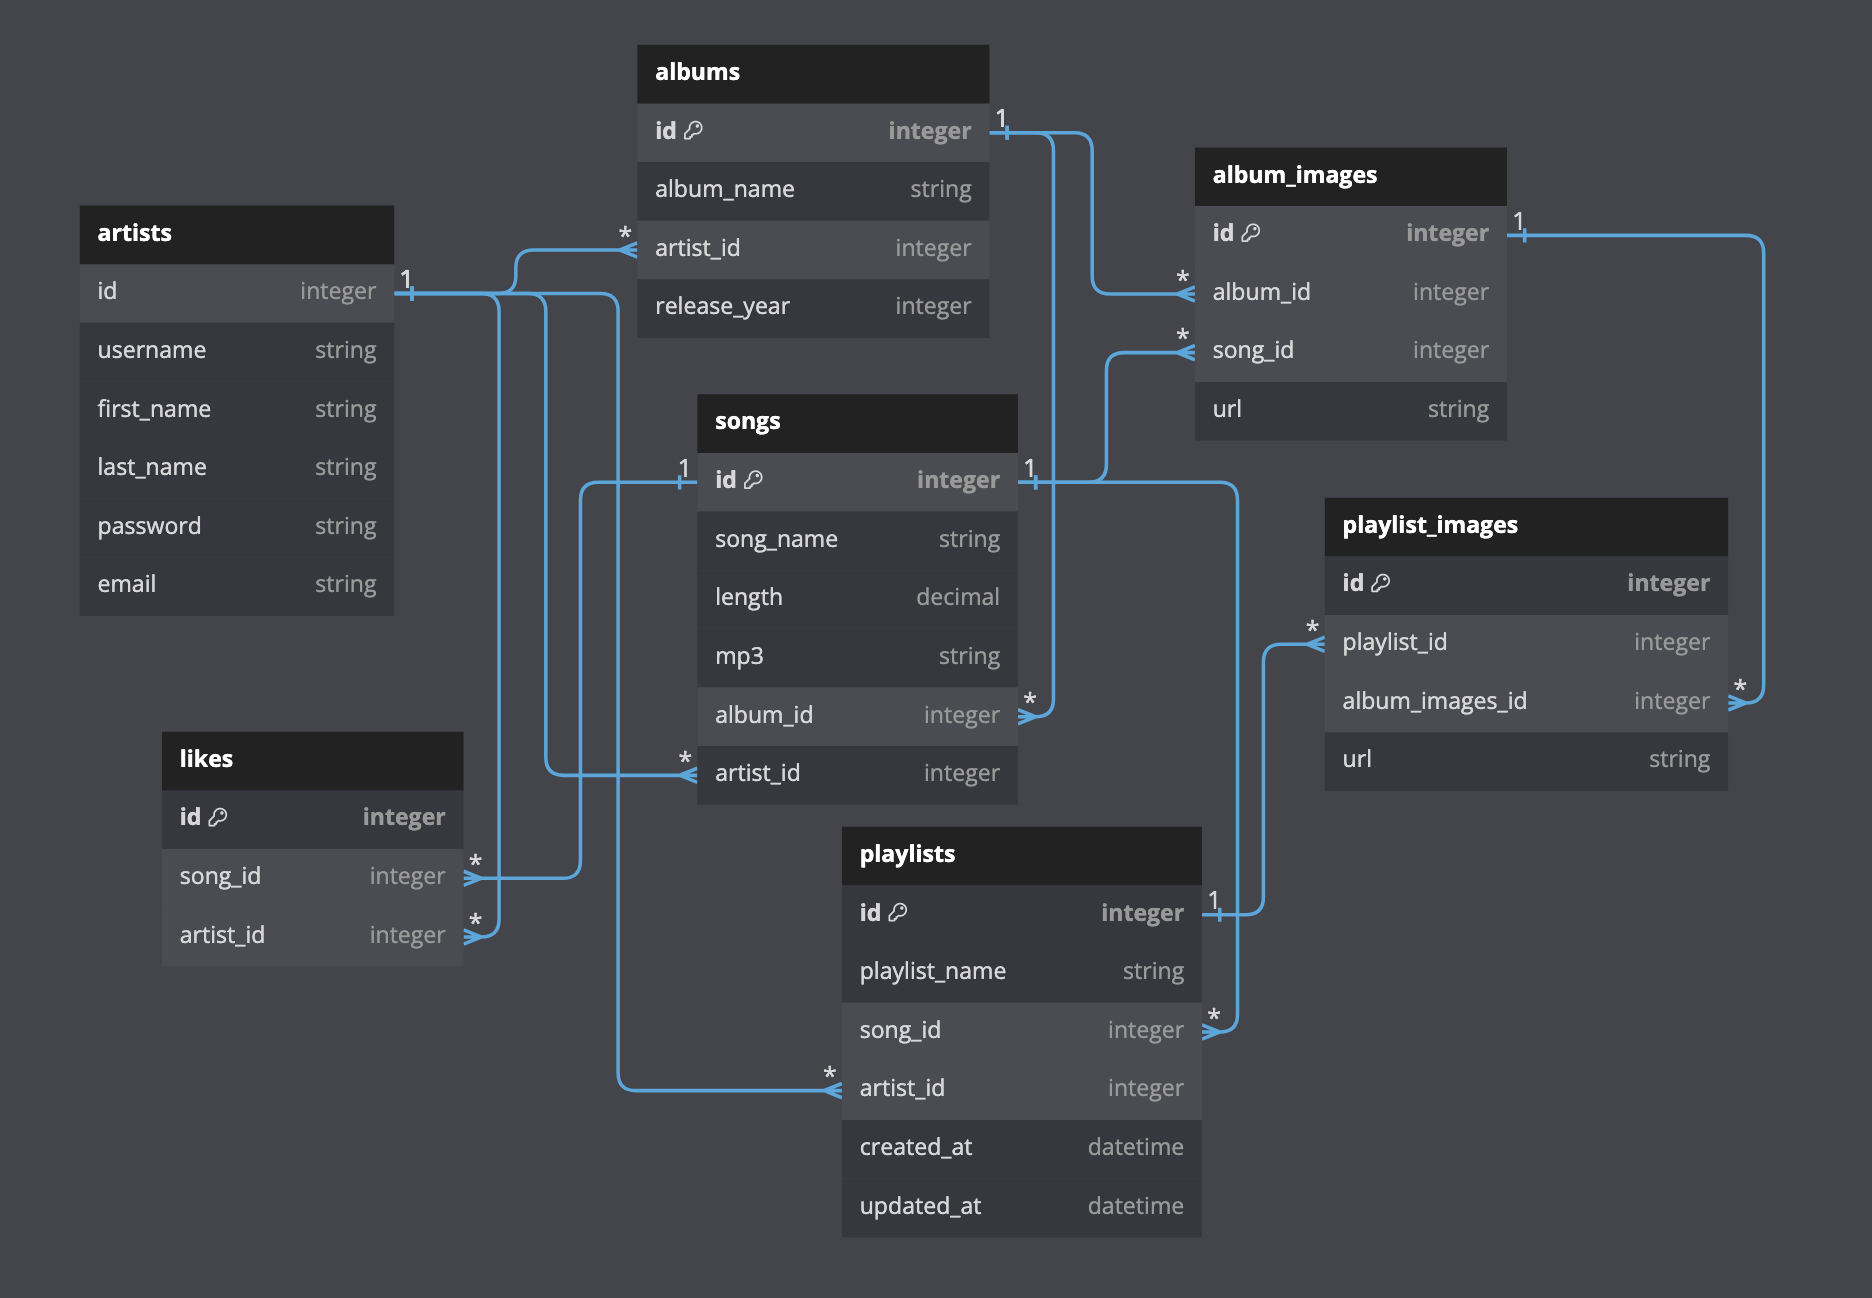 albums
id integer
album_name string
artist_id integer
release_year integer
1
*
*
album_images
id integer
album_id integer
song_id integer
url string
1
*
*
artists
id integer
username string
first_name string
last_name string
password string
email string
1
songs
id integer
song_name string
length decimal
mp3 string
album_id integer
artist_id integer
1
1
*
*
playlist_images
id integer
playlist_id integer
album_images_id integer
url string
*
*
likes
id integer
song_id integer
artist_id integer
*
*
playlists
id integer
playlist_name string
song_id integer
artist_id integer
created_at datetime
updated_at datetime
1
*
*